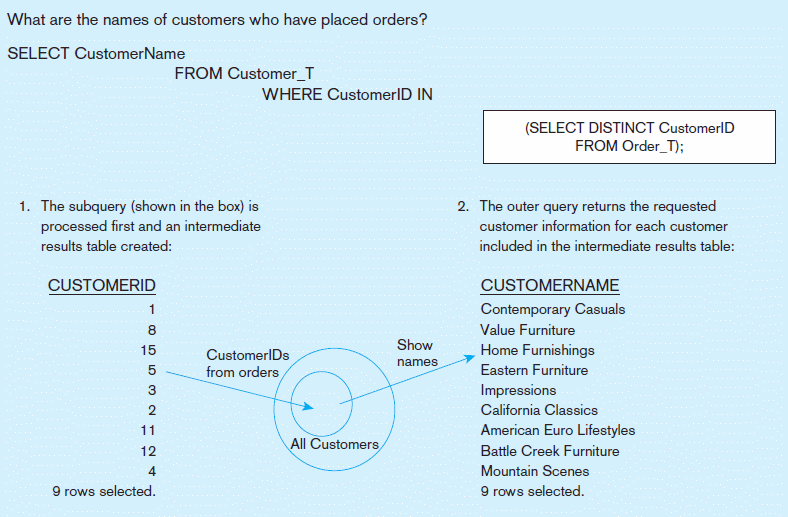 What are the names of customers who have placed orders?
SELECT CustomerName
FROM Customer_T
WHERE CustomerID IN
(SELECT DISTINCT CustomerID
FROM Order_T);
1. The subquery (shown in the box) is
processed first and an intermediate
results table created:
CUSTOMERID
1
8
15
5
3
2
11
12
4
9 rows selected.
CustomerIDs
from orders
All Customers
Show
names
2. The outer query returns the requested
customer information for each customer
included in the intermediate results table:
CUSTOMERNAME
Contemporary Casuals
Value Furniture
Home Furnishings
Eastern Furniture
Impressions
California Classics
American Euro Lifestyles
Battle Creek Furniture
Mountain Scenes
9 rows selected.